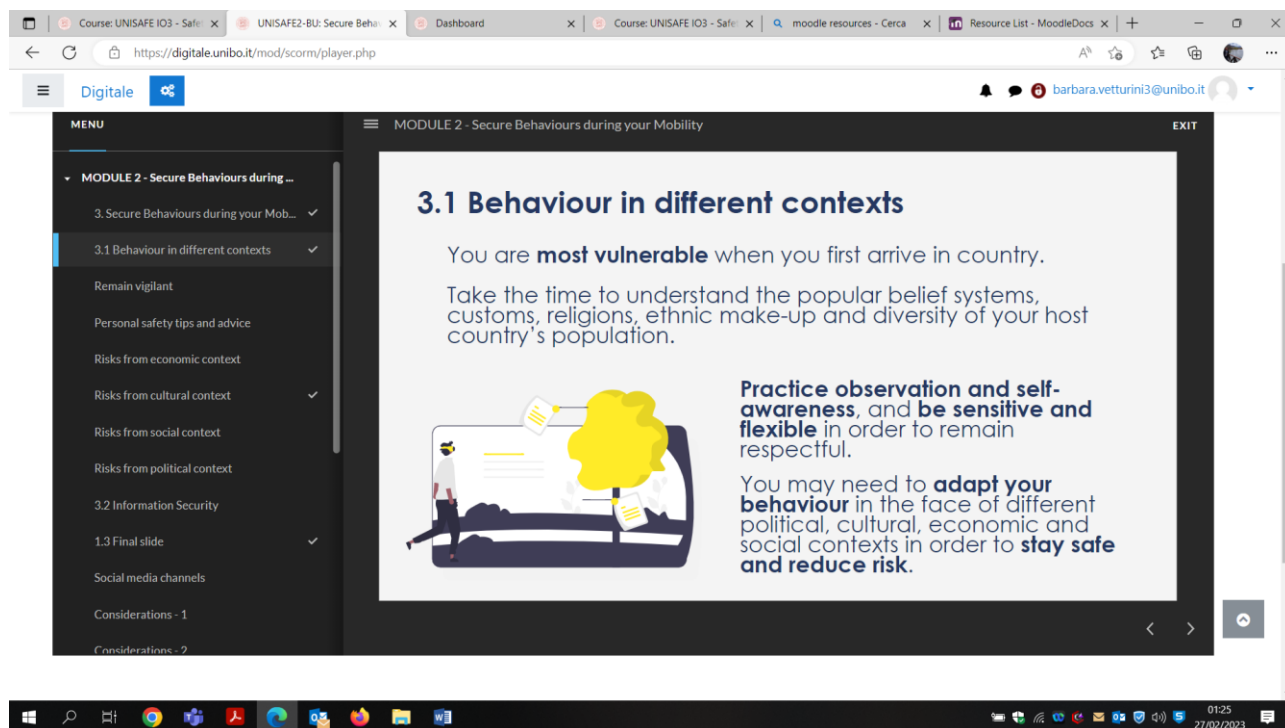 Course: UNISAFE IO3 - Safe
UNISAFE2-BU: Secure Behav
Dashboard
Course: UNISAFE IO3 - Safe
moodle resources - Cerca
Resource List - MoodleDocs
https://digitale.unibo.it/mod/scorm/player.php
Digitale
barbara.vetturini3@unibo.it
MENU
MODULE 2 - Secure Behaviours during your Mobility
EXIT
MODULE 2 - Secure Behaviours during ...
3. Secure Behaviours during your Mob...
3.1 Behaviour in different contexts
Remain vigilant
Personal safety tips and advice
Risks from economic context
Risks from cultural context
Risks from social context
Risks from political context
3.2 Information Security
1.3 Final slide
Social media channels
Considerations - 1
Considerations - 2
3.1 Behaviour in different contexts
You are most vulnerable when you first arrive in country.
Take the time to understand the popular belief systems,
customs, religions, ethnic make-up and diversity of your host
country's population.
Practice observation and self-
awareness, and be sensitive and
flexible in order to remain
respectful.
You may need to adapt your
behaviour in the face of different
political, cultural, economic and
social contexts in order to stay safe
and reduce risk.
01:25
27/02/2023